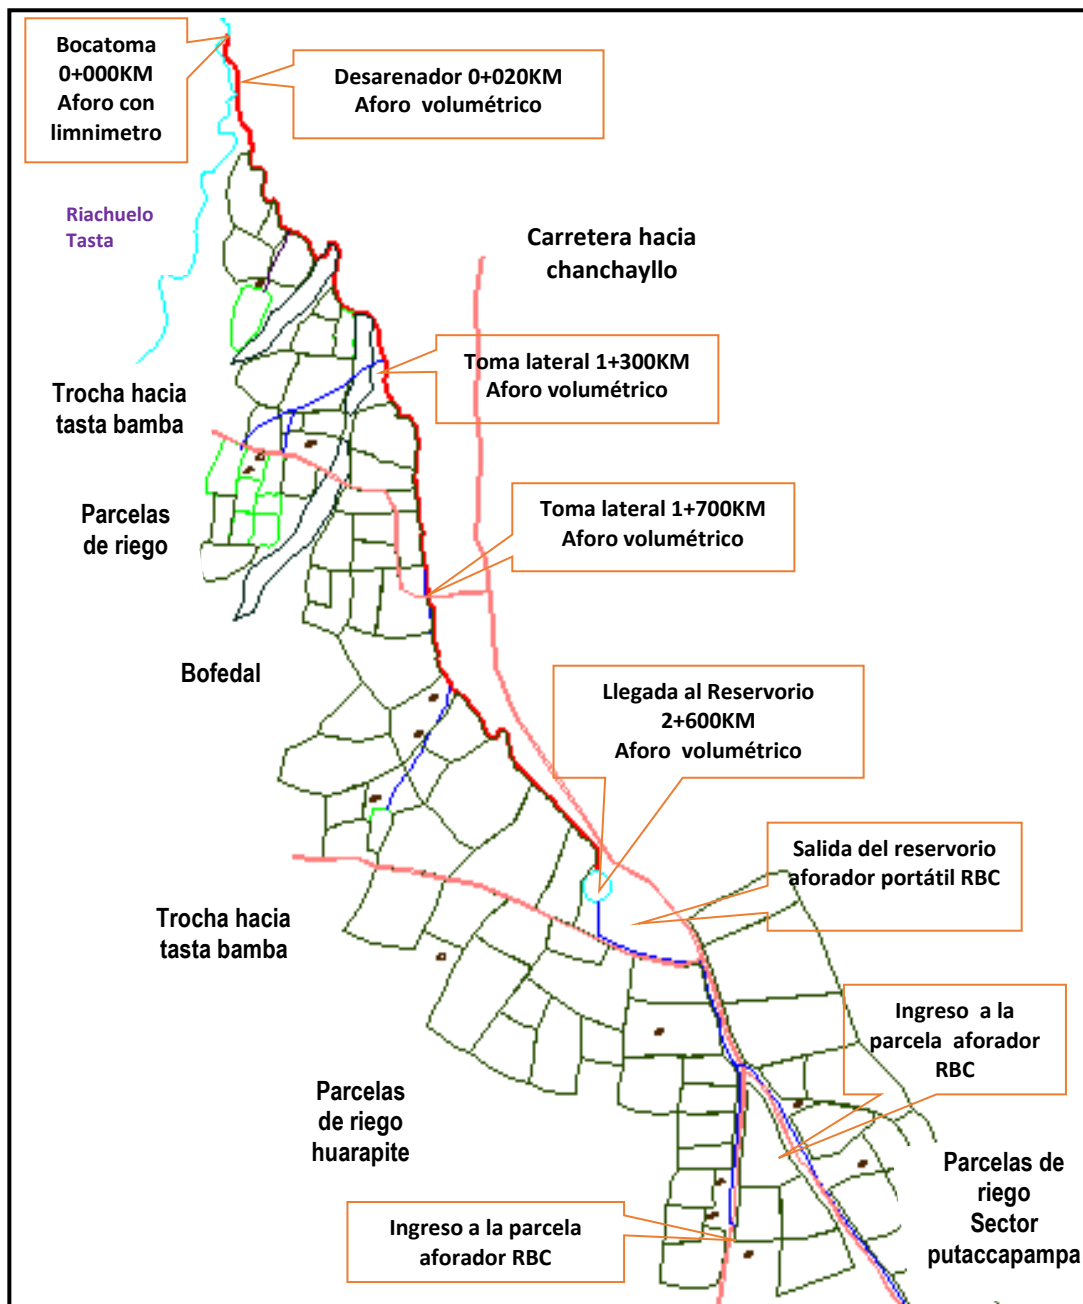 Bocatoma
0+000KM
Aforo con
limnimetro
Desarenador 0+020KM
Aforo volumétrico
Riachuelo
Tasta
Carretera hacia
chanchayllo
Toma lateral 1+300KM
Aforo volumétrico
Trocha hacia
tasta bamba
Toma lateral 1+700KM
Aforo volumétrico
Parcelas
de riego
Bofedal
Llegada al Reservorio
2+600KM
Aforo volumétrico
Salida del reservorio
aforador portátil RBC
Trocha hacia
tasta bamba
Ingreso a la
parcela aforador
RBC
Parcelas
de riego
huarapite
Parcelas de
riego
Sector
putaccapampa
Ingreso a la parcela
aforador RBC